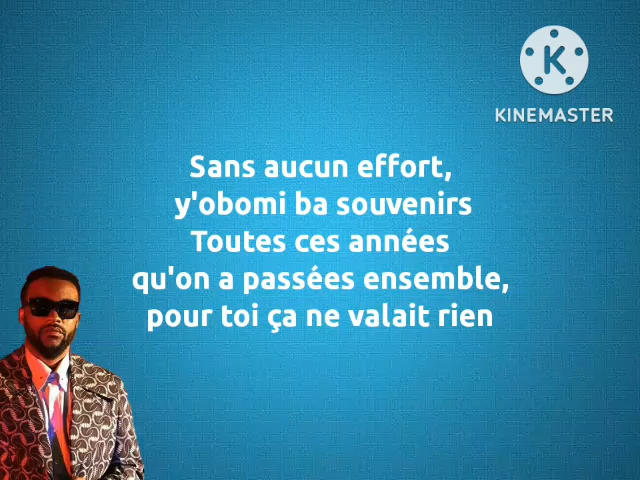 KINEMASTER
Sans aucun effort,
y'obomi ba souvenirs
Toutes ces années
qu'on a passées ensemble,
pour toi ça ne valait rien